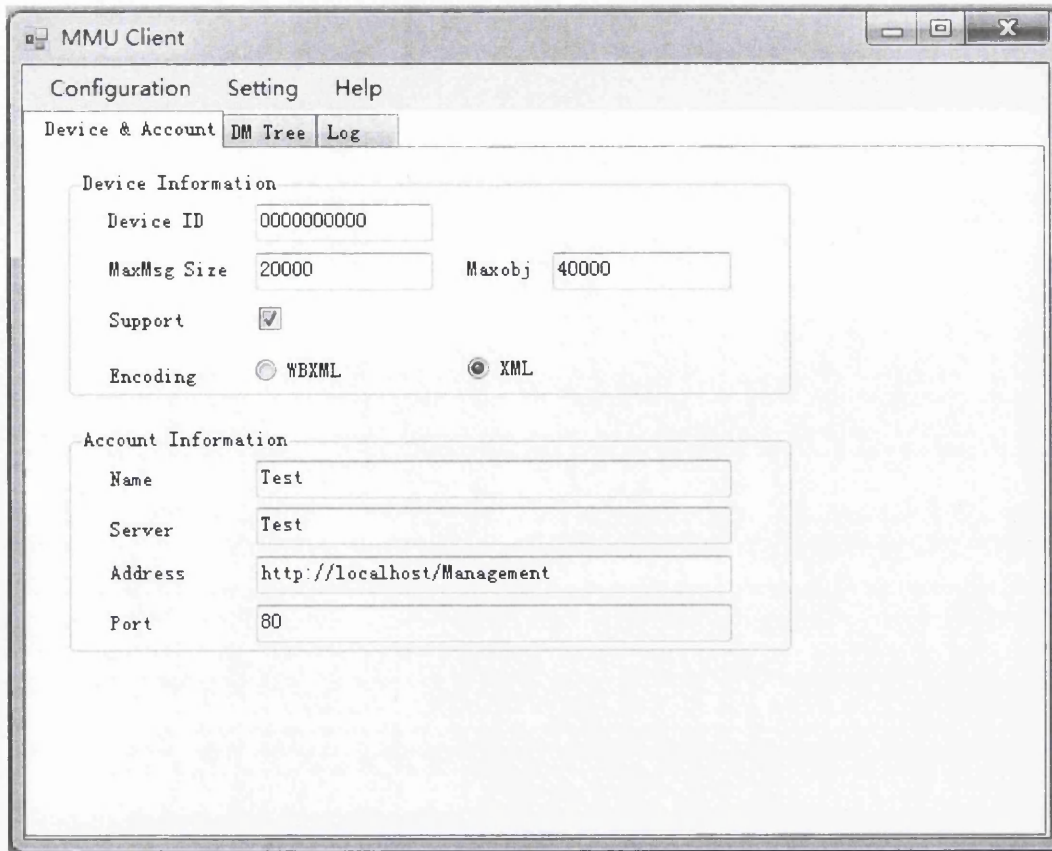 MMU Client
Configuration Setting Help
Device & Account DM Tree Log
Device Information
Device ID 0000000000
MaxMsg Size 20000 Maxobj 40000
Support
Encoding WBXML XML
Account Information
Name Test
Server Test
Address http://localhost/Management
Port 80